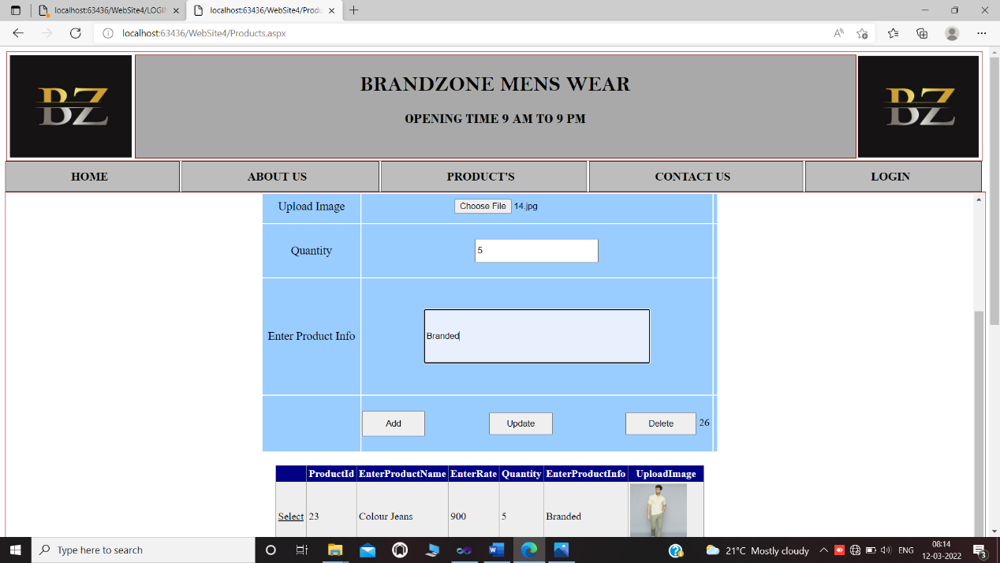 localhost:63436/WebSite4/LOGI
localhost:63436/WebSite4/Produ
localhost:63436/WebSite4/Products.aspx
BZ
BRANDZONE MENS WEAR
OPENING TIME 9 AM TO 9 PM
BZ
HOME ABOUT US PRODUCT'S CONTACT US LOGIN
Upload Image Choose File 14.jpg
Quantity 5
Enter Product Info Branded
Add Update Delete 26
ProductId EnterProductName EnterRate Quantity EnterProductInfo UploadImage
Select 23 Colour Jeans 900 5 Branded
Type here to search
21°C Mostly cloudy
ENG
08:14
12-03-2022
3